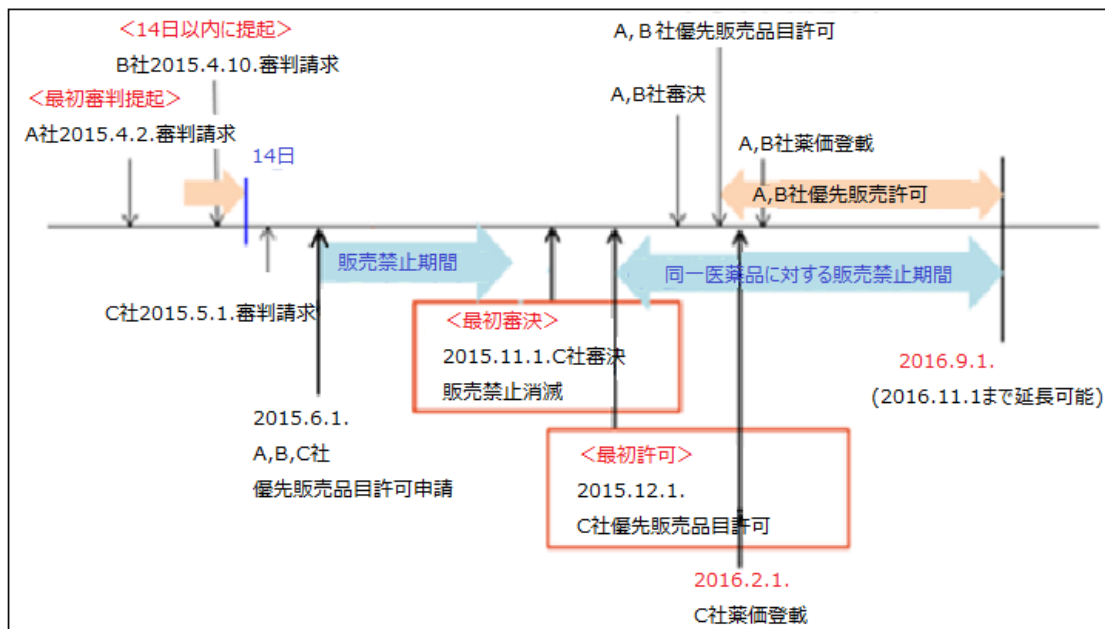 ＜14日以内に提起＞
B社2015.4.10.審判請求
＜最初審判提起＞
A社2015.4.2.審判請求
14日
A, B社優先販売品目許可
A,B社審決
A,B社薬価登載
A,B社優先販売許可
販売禁止期間
同一医薬品に対する販売禁止期間
C社2015.5.1.審判請求
＜最初審決＞
2015.11.1.C社審決
販売禁止消滅
2016.9.1.
(2016.11.1まで延長可能)
2015.6.1.
A,B,C社
優先販売品目許可申請
＜最初許可＞
2015.12.1.
C社優先販売品目許可
2016.2.1.
C社薬価登載